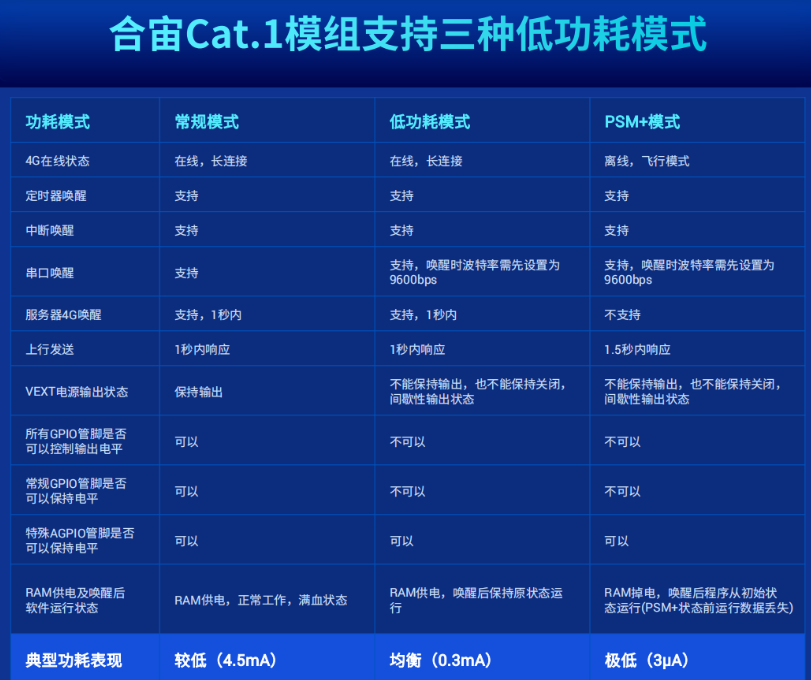 合宙Cat.1模组支持三种低功耗模式
功耗模式 常规模式 低功耗模式 PSM+模式
4G在线状态 在线，长连接 在线，长连接 离线，飞行模式
定时器唤醒 支持 支持 支持
中断唤醒 支持 支持 支持
串口唤醒 支持 支持，唤醒时波特率需先设置为
9600bps 支持，唤醒时波特率需先设置为
9600bps
服务器4G唤醒 支持，1秒内 支持，1秒内 不支持
上行发送 1秒内响应 1秒内响应 1.5秒内响应
VEXT电源输出状态 保持输出 不能保持输出，也不能保持关闭，
间歇性输出状态 不能保持输出，也不能保持关闭，
间歇性输出状态
所有GPIO管脚是否
可以控制输出电平 可以 不可以 不可以
常规GPIO管脚是否
可以保持电平 可以 不可以 不可以
特殊AGPIO管脚是否
可以保持电平 可以 可以 可以
RAM供电及唤醒后
软件运行状态 RAM供电，正常工作，满血状态 RAM供电，唤醒后保持原状态运
行 RAM掉电，唤醒后程序从初始状
态运行(PSM+状态前运行数据丢失)
典型功耗表现 较低（4.5mA） 均衡（0.3mA） 极低（3μA）